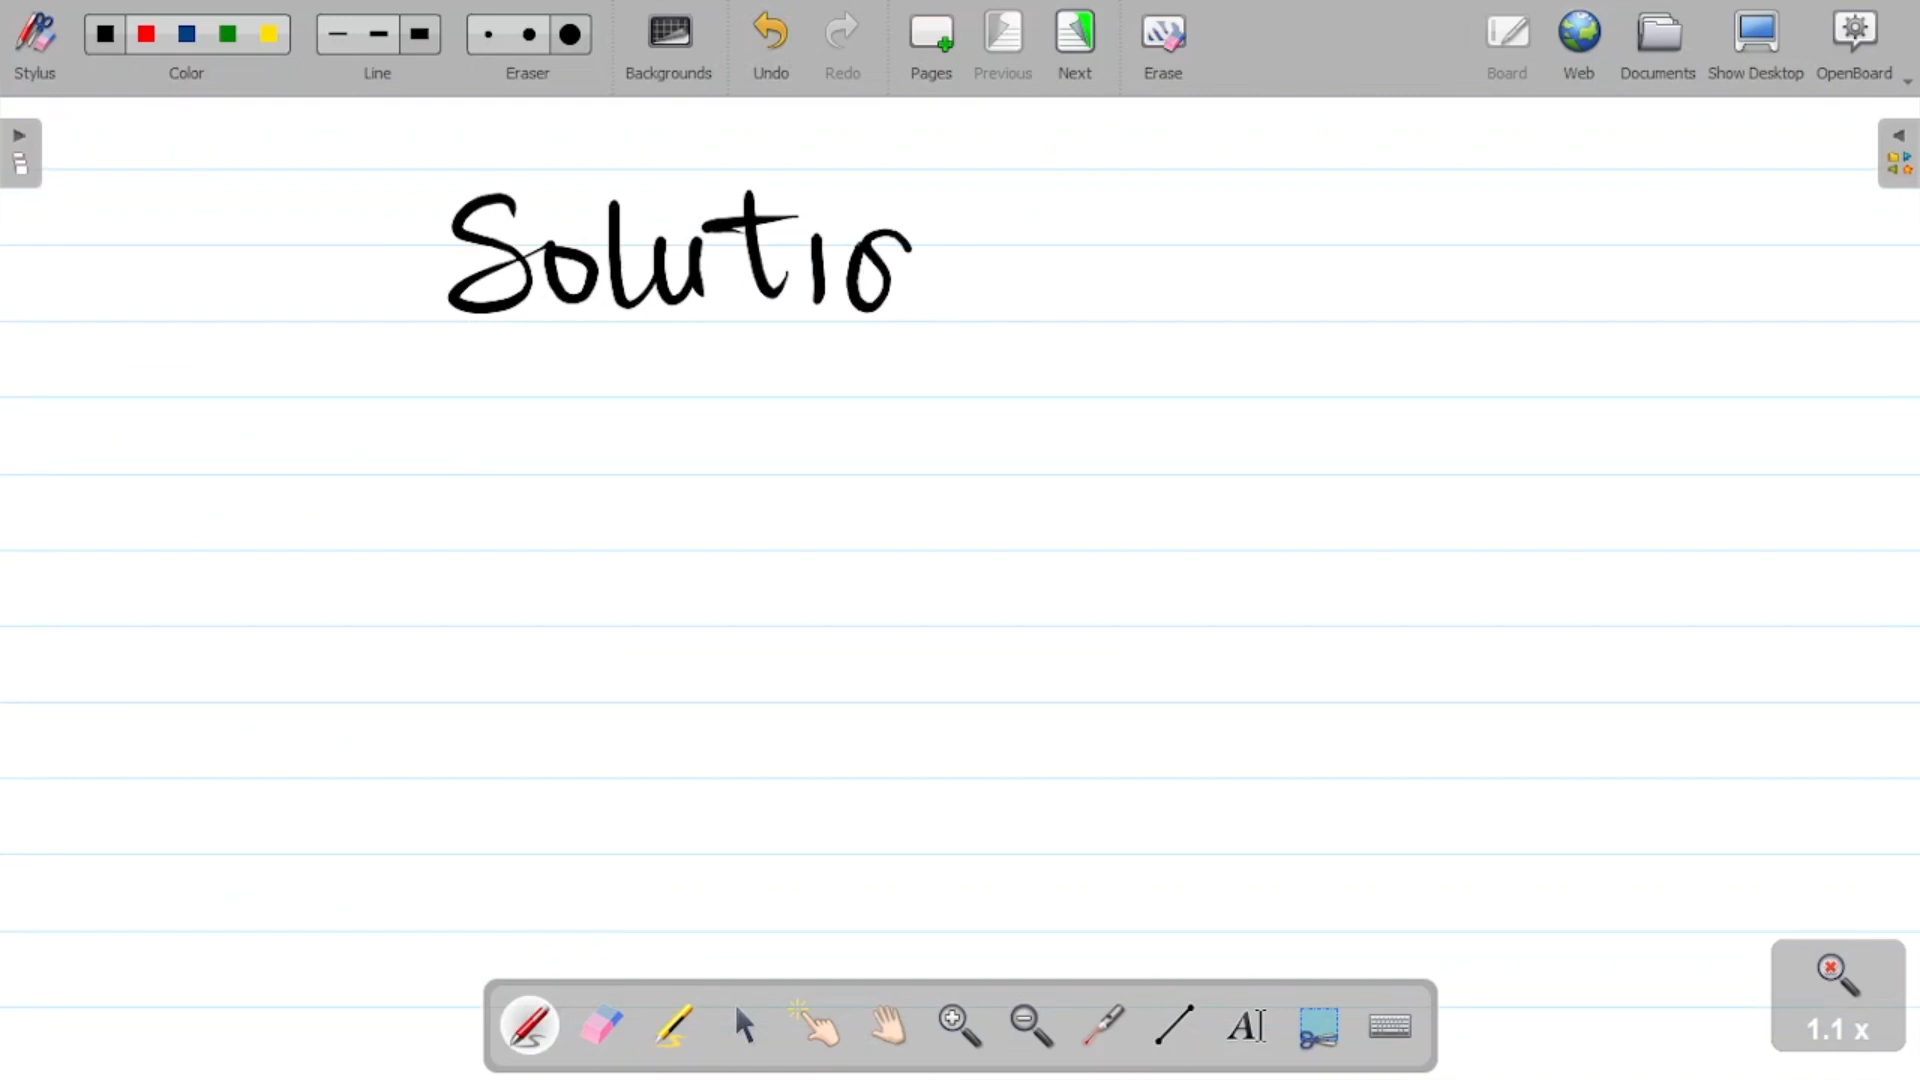 Stylus Color Line Eraser Backgrounds Undo Redo Pages Previous Next Erase Board Web Documents Show Desktop OpenBoard
Solutio
1.1 x